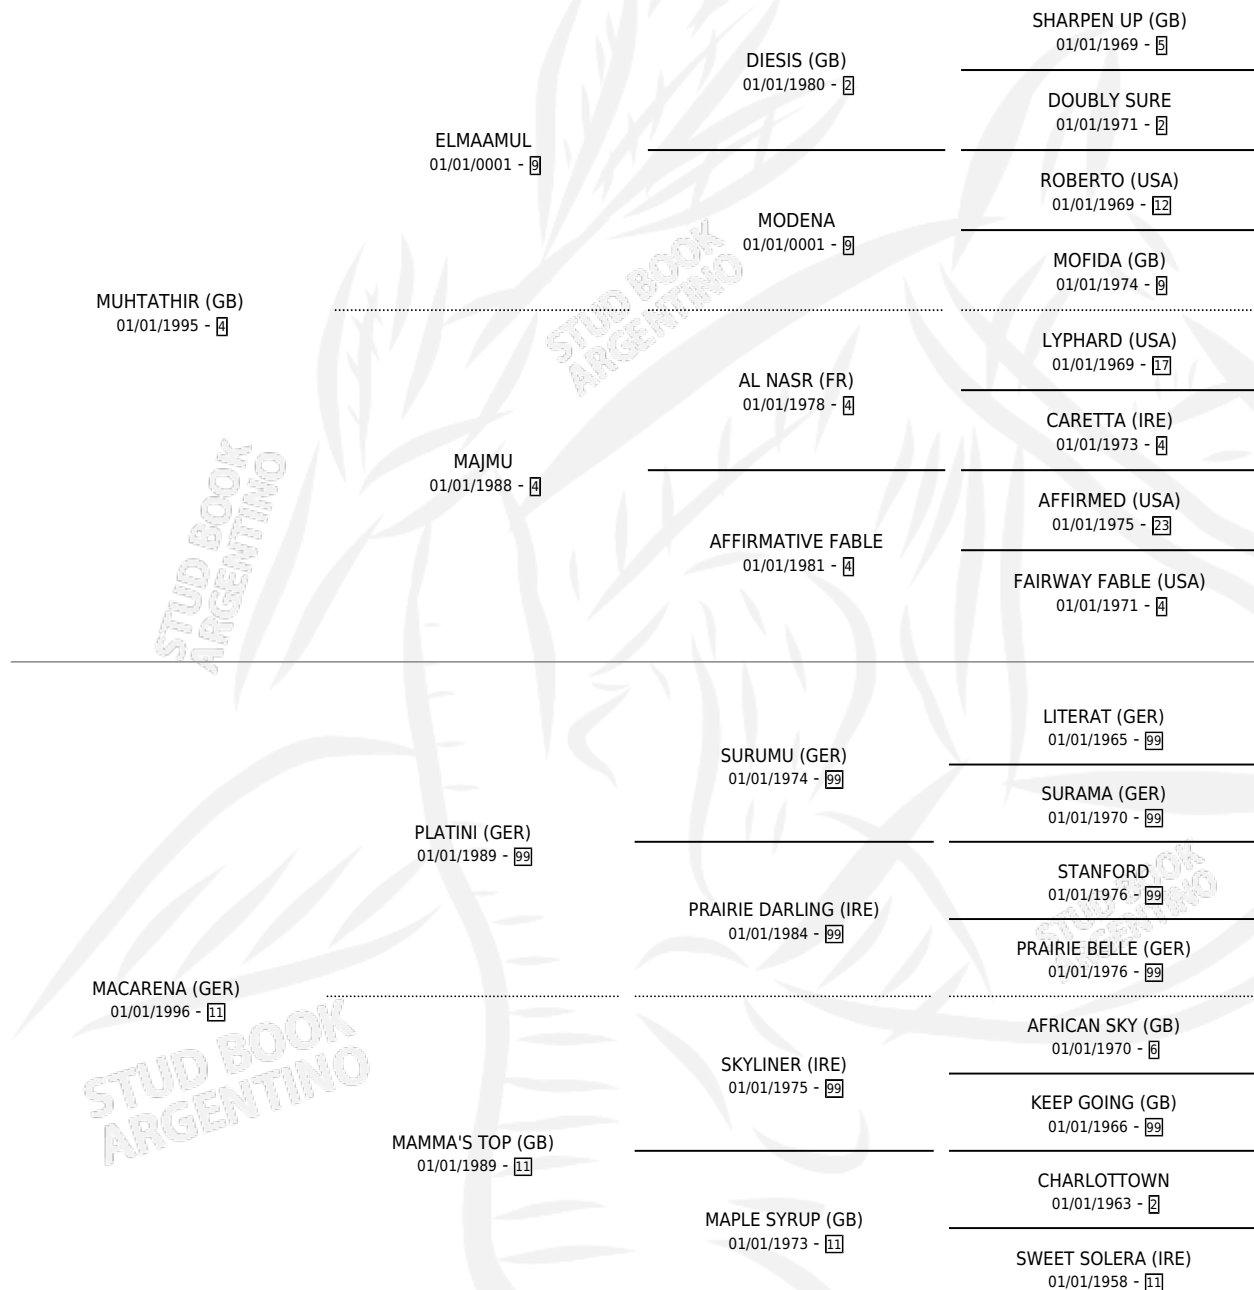 SHARPEN UP (GB)
01/01/1969 - 5
DIESIS (GB)
01/01/1980 - 2
DOUBLY SURE
01/01/1971 - 2
ELMAAMUL
01/01/0001 - 9
ROBERTO (USA)
01/01/1969 - 12
MODENA
01/01/0001 - 9
MOFIDA (GB)
01/01/1974 - 9
MUHTATHIR (GB)
01/01/1995 - 4
LYPHARD (USA)
01/01/1969 - 17
AL NASR (FR)
01/01/1978 - 4
CARETTA (IRE)
01/01/1973 - 4
MAJMU
01/01/1988 - 4
AFFIRMED (USA)
01/01/1975 - 23
AFFIRMATIVE FABLE
01/01/1981 - 4
FAIRWAY FABLE (USA)
01/01/1971 - 4
LITERAT (GER)
01/01/1965 - 99
SURUMU (GER)
01/01/1974 - 99
SURAMA (GER)
01/01/1970 - 99
PLATINI (GER)
01/01/1989 - 99
STANFORD
01/01/1976 - 99
PRAIRIE DARLING (IRE)
01/01/1984 - 99
PRAIRIE BELLE (GER)
01/01/1976 - 99
MACARENA (GER)
01/01/1996 - 11
AFRICAN SKY (GB)
01/01/1970 - 6
SKYLINER (IRE)
01/01/1975 - 99
KEEP GOING (GB)
01/01/1966 - 99
MAMMA'S TOP (GB)
01/01/1989 - 11
CHARLOTTOWN
01/01/1963 - 2
MAPLE SYRUP (GB)
01/01/1973 - 11
SWEET SOLERA (IRE)
01/01/1958 - 11
STUD BOOK
ARGENTINO
STUD BOOK
ARGENTINO
STUD BOOK
ARGENTINO
STUD BOOK
ARGENTINO